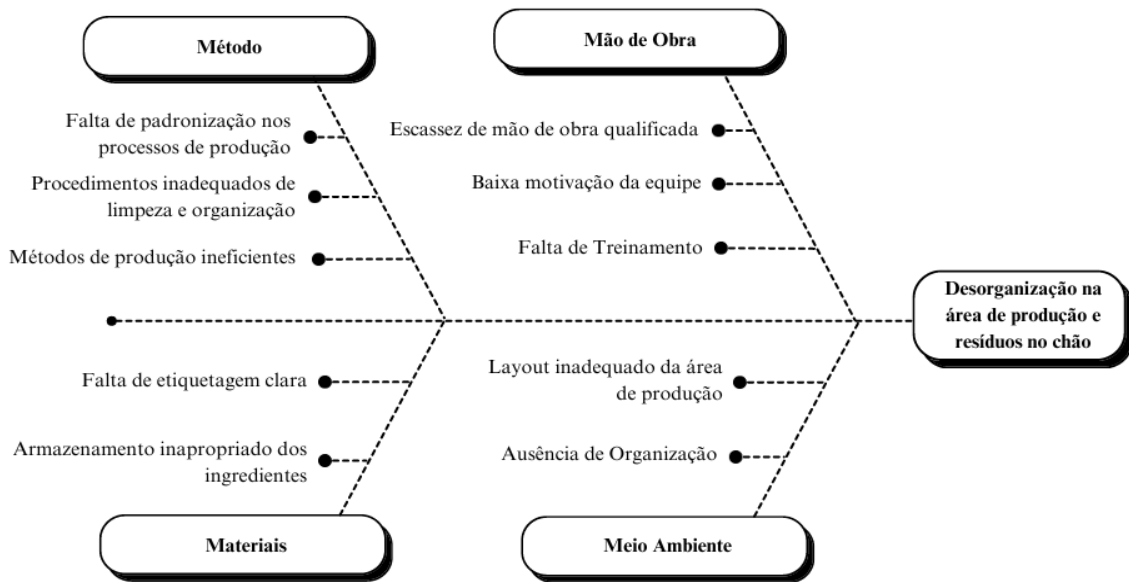 Método
Mão de Obra
Falta de padronização nos
processos de produção
Procedimentos inadequados de
limpeza e organização
Métodos de produção ineficientes
Escassez de mão de obra qualificada
Baixa motivação da equipe
Falta de Treinamento
Desorganização na
área de produção e
resíduos no chão
Falta de etiquetagem clara
Armazenamento inapropriado dos
ingredientes
Layout inadequado da área
de produção
Ausência de Organização
Materiais
Meio Ambiente